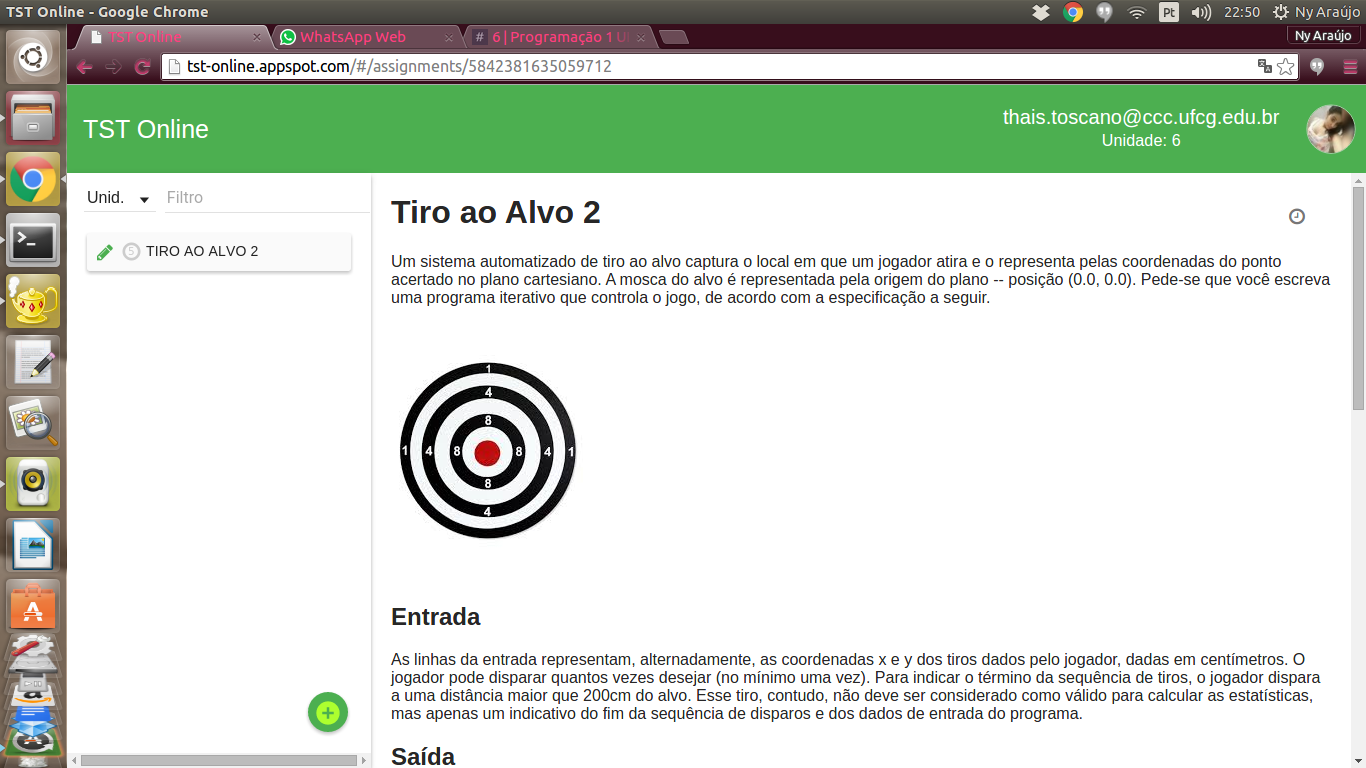 TST Online - Google Chrome
Pt
22:50
Ny Araújo
TST Online
WhatsApp Web
# 6 | Programação 1 U
Ny Araújo
tst-online.appspot.com/#/assignments/5842381635059712
TST Online
thais.toscano@ccc.ufcg.edu.br
Unidade: 6
Unid.
Filtro
5 TIRO AO ALVO 2
Tiro ao Alvo 2
Um sistema automatizado de tiro ao alvo captura o local em que um jogador atira e o representa pelas coordenadas do ponto
acertado no plano cartesiano. A mosca do alvo é representada pela origem do plano -- posição (0.0, 0.0). Pede-se que você escreva
uma programa iterativo que controla o jogo, de acordo com a especificação a seguir.
1
4
8
1 4 8 8 4 1
8
4
Entrada
As linhas da entrada representam, alternadamente, as coordenadas x e y dos tiros dados pelo jogador, dadas em centímetros. O
jogador pode disparar quantos vezes desejar (no mínimo uma vez). Para indicar o término da sequência de tiros, o jogador dispara
a uma distância maior que 200cm do alvo. Esse tiro, contudo, não deve ser considerado como válido para calcular as estatísticas,
mas apenas um indicativo do fim da sequência de disparos e dos dados de entrada do programa.
Saída